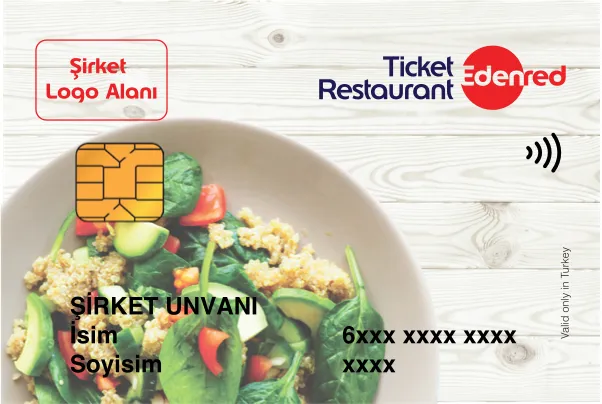 Şirket
Logo Alanı
Ticket
Restaurant
Edenred
Valid only in Turkey
ŞİRKET UNVANI
İsim
Soyisim
6xxx xxxx xxxx
xxxx